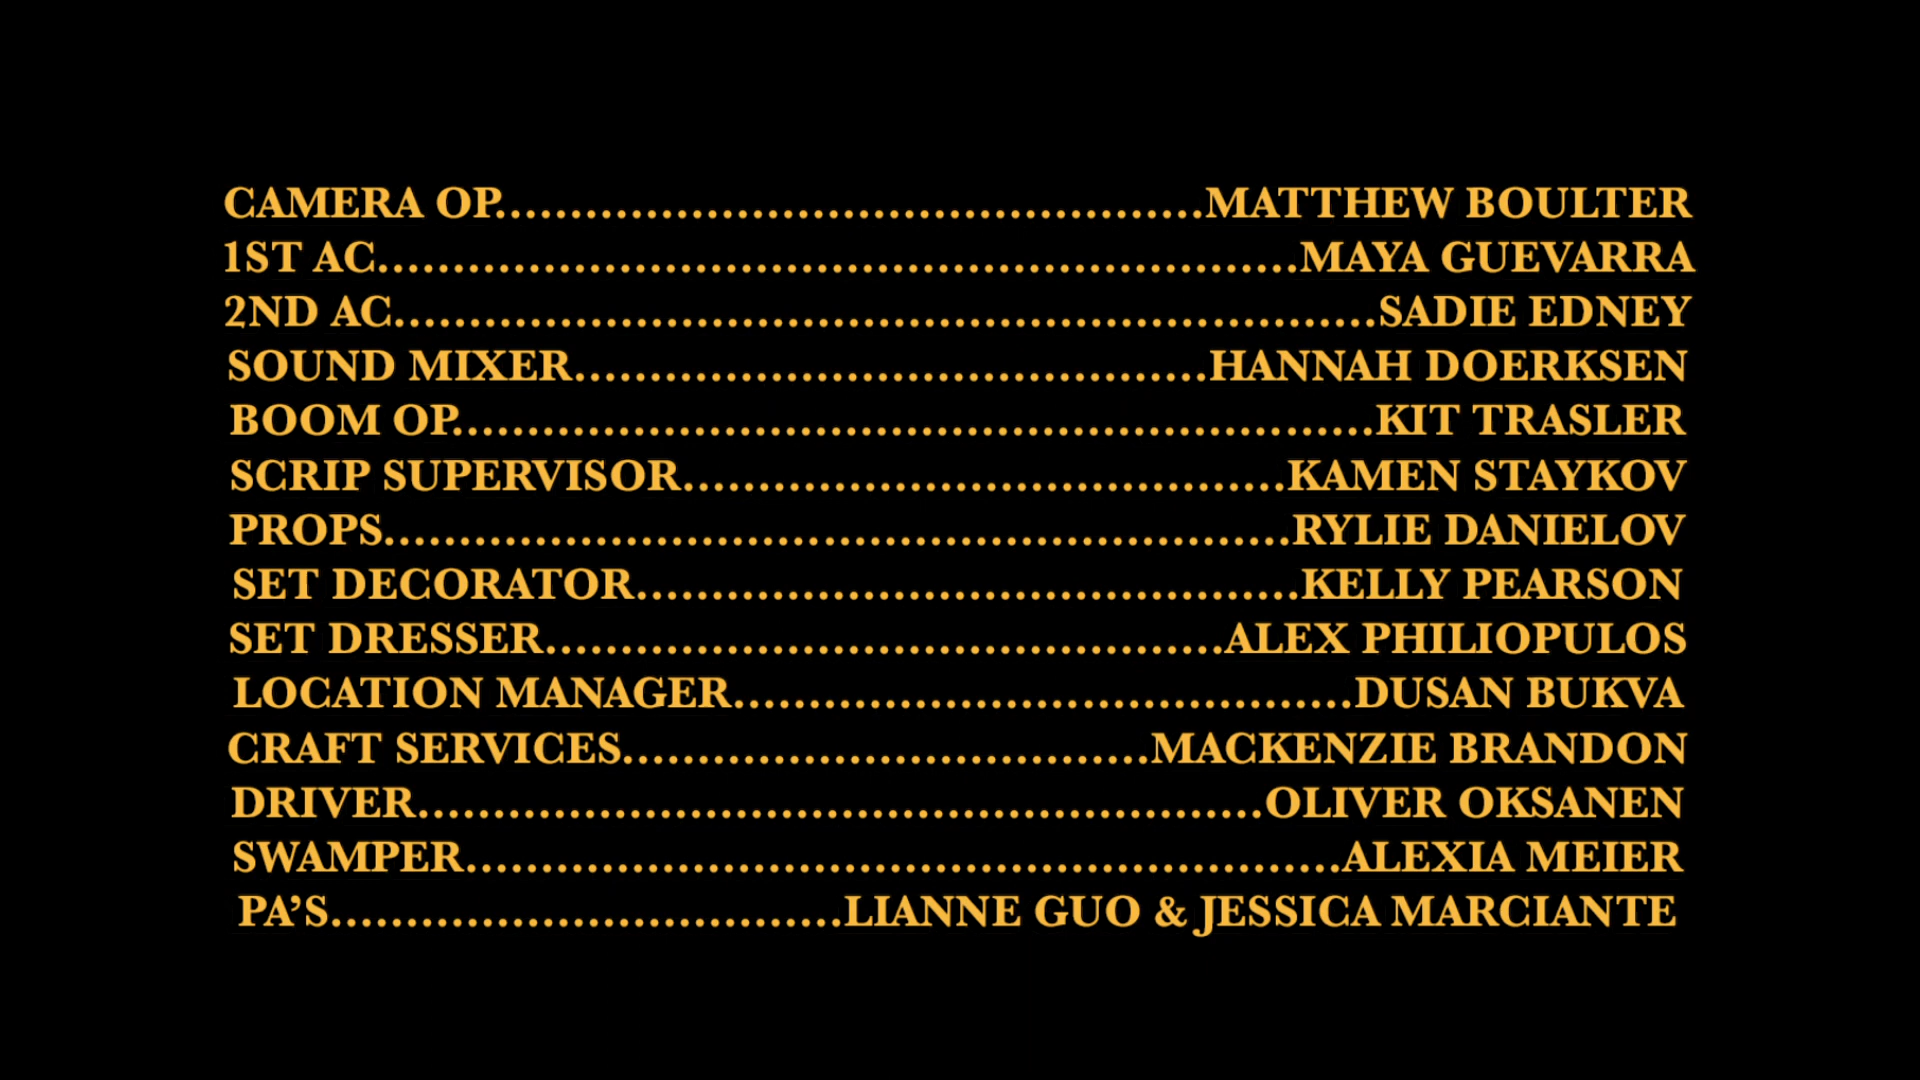 CAMERA OP..............................................MATTHEW BOULTER
1ST AC............................................................MAYA GUEVARRA
2ND AC................................................................SADIE EDNEY
SOUND MIXER.........................................HANNAH DOERKSEN
BOOM OP............................................................KIT TRASLER
SCRIP SUPERVISOR.......................................KAMEN STAYKOV
PROPS...........................................................RYLIE DANIELOV
SET DECORATOR...........................................KELLY PEARSON
SET DRESSER............................................ALEX PHILIOPULOS
LOCATION MANAGER........................................DUSAN BUKVA
CRAFT SERVICES..................................MACKENZIE BRANDON
DRIVER.......................................................OLIVER OKSANEN
SWAMPER.........................................................ALEXIA MEIER
PA’S.................................LIANNE GUO & JESSICA MARCIANTE